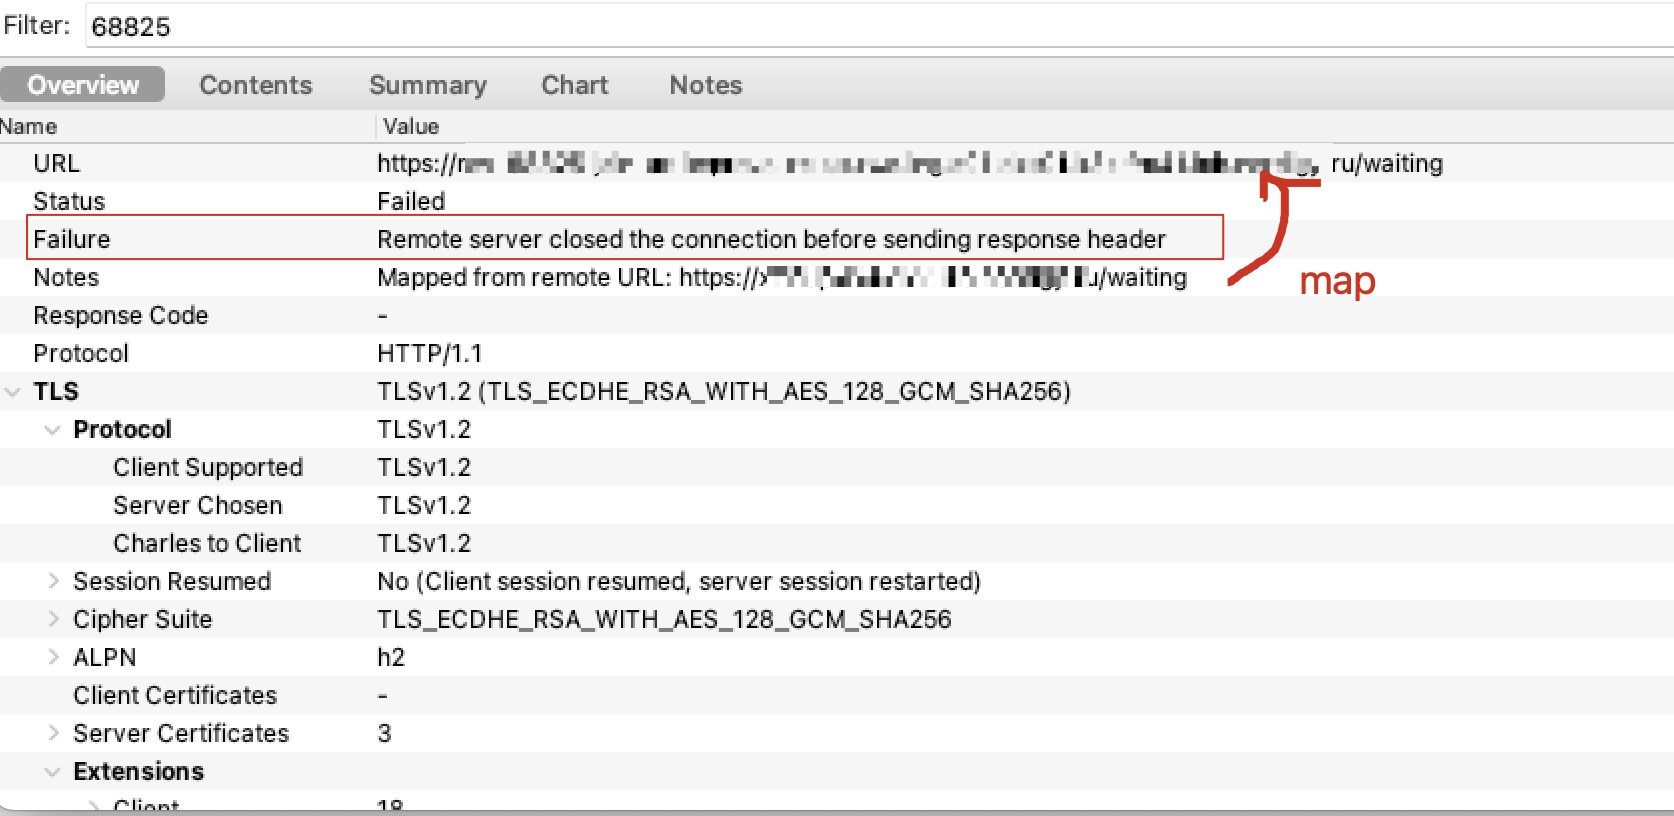 Filter: 68825
Overview Contents Summary Chart Notes
Name Value
URL https:// ru/waiting
Status Failed
Failure Remote server closed the connection before sending response header
Notes Mapped from remote URL: https:// u/waiting
map
Response Code -
Protocol HTTP/1.1
TLS TLSv1.2 (TLS_ECDHE_RSA_WITH_AES_128_GCM_SHA256)
Protocol TLSv1.2
Client Supported TLSv1.2
Server Chosen TLSv1.2
Charles to Client TLSv1.2
Session Resumed No (Client session resumed, server session restarted)
Cipher Suite TLS_ECDHE_RSA_WITH_AES_128_GCM_SHA256
ALPN h2
Client Certificates -
Server Certificates 3
Extensions
Client 18